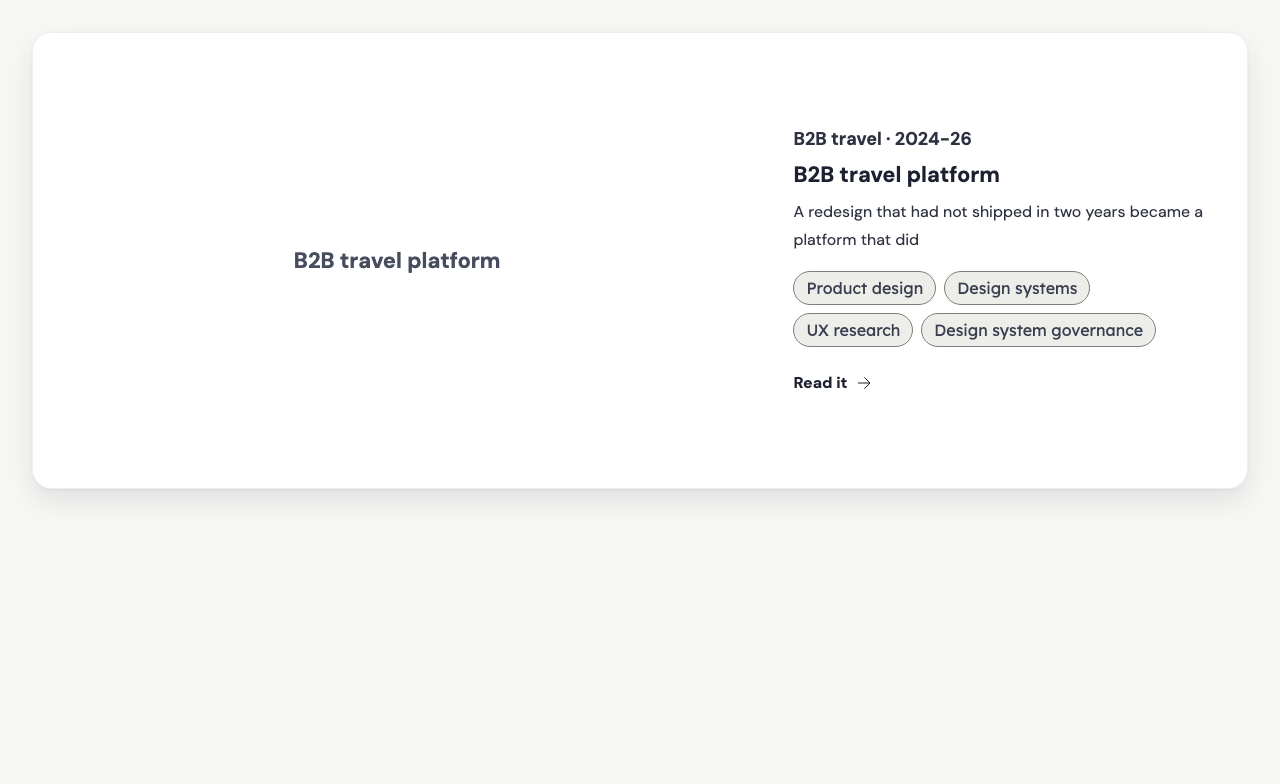 B2B travel platform
B2B travel · 2024–26
B2B travel platform
A redesign that had not shipped in two years became a
platform that did
Product design
Design systems
UX research
Design system governance
Read it →